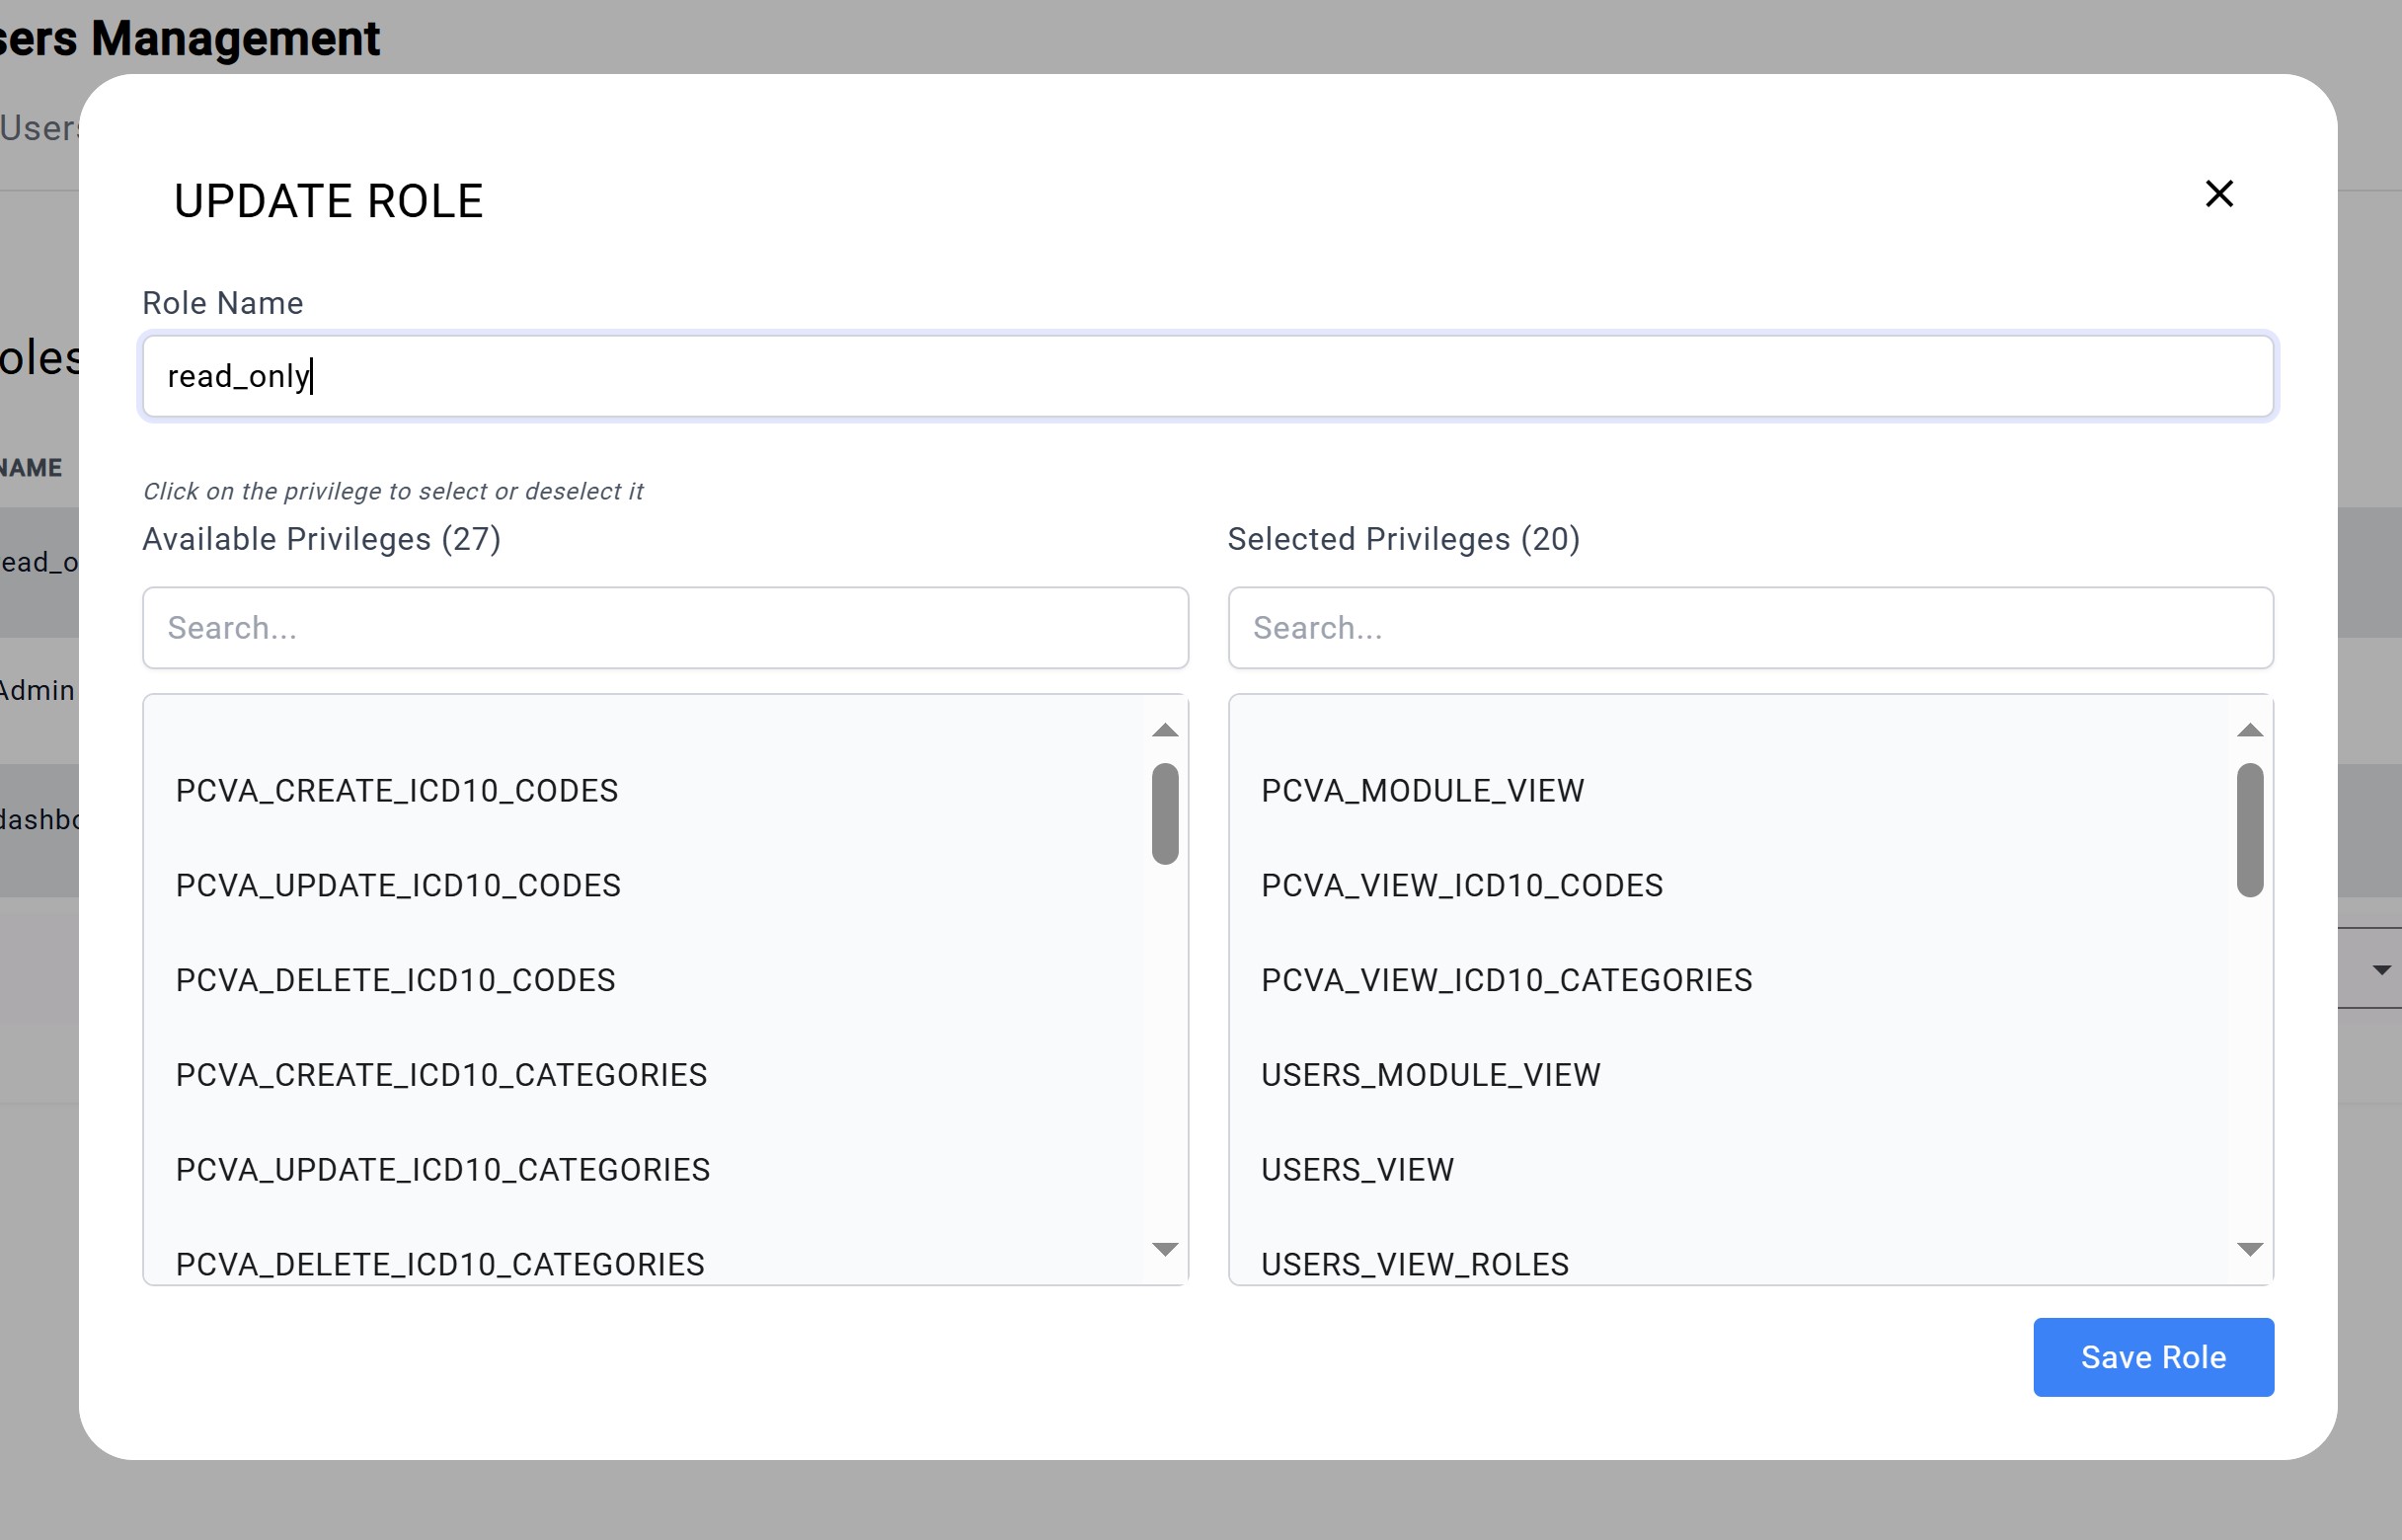 sers Management
Users
UPDATE ROLE
Role Name
read_only
oles
NAME
Click on the privilege to select or deselect it
Available Privileges (27)
Selected Privileges (20)
ead_o
Search...
Search...
Admin
PCVA_CREATE_ICD10_CODES
PCVA_MODULE_VIEW
dashbo
PCVA_UPDATE_ICD10_CODES
PCVA_VIEW_ICD10_CODES
PCVA_DELETE_ICD10_CODES
PCVA_VIEW_ICD10_CATEGORIES
PCVA_CREATE_ICD10_CATEGORIES
USERS_MODULE_VIEW
PCVA_UPDATE_ICD10_CATEGORIES
USERS_VIEW
PCVA_DELETE_ICD10_CATEGORIES
USERS_VIEW_ROLES
Save Role